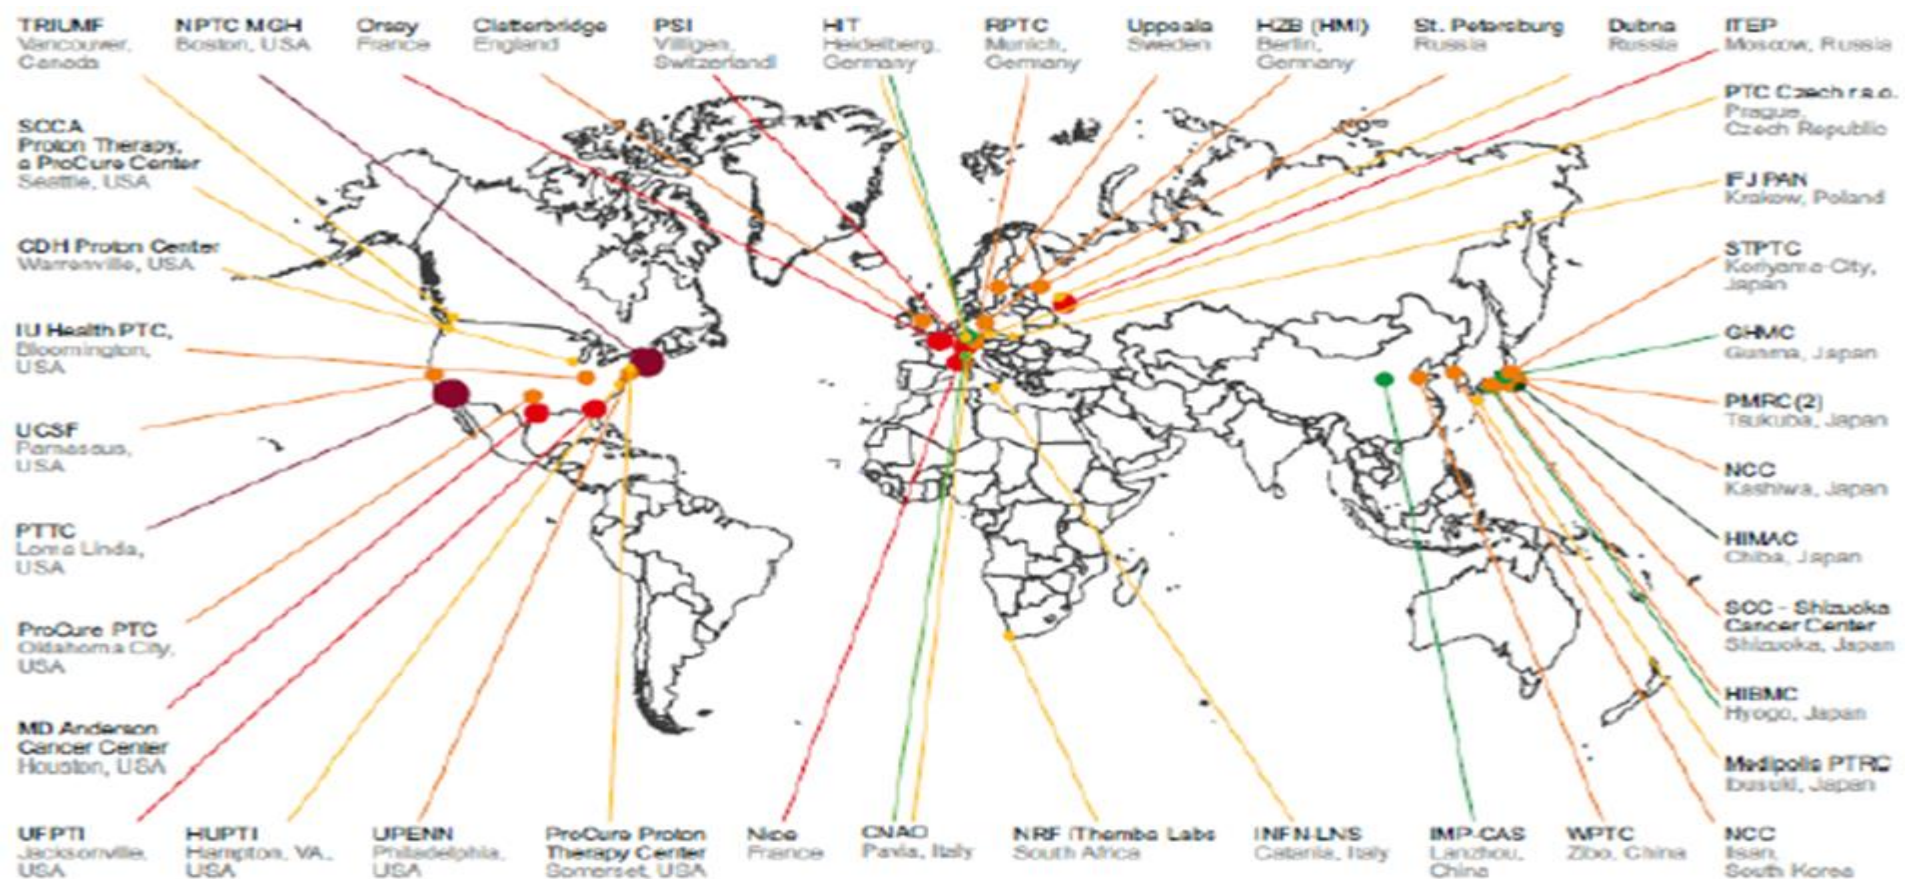 TRIUMF
Vancouver,
Canada
NPTC MGH
Boston, USA
Orsay
France
Clatterbridge
England
PSI
Villigen,
Switzerlandl
HIT
Heidelberg,
Germany
RPTC
Munich,
Germany
Uppsala
Sweden
HZB (HMI)
Berlin,
Germany
St. Petersburg
Russia
Dubna
Russia
ITEP
Moscow, Russia
PTC Czech r.s.o.
Prague,
Czech Republic
IFJ PAN
Krakow, Poland
STPTC
Koriyama-City,
Japan
GHMC
Gunma, Japan
PMRC(2)
Tsukuba, Japan
NCC
Kashiwa, Japan
HIMAC
Chiba, Japan
SCC - Shizuoka
Cancer Center
Shizuoka, Japan
HIBMC
Hyogo, Japan
Medipolis PTRC
Ibusuki, Japan
SCCA
Proton Therapy,
a ProCure Center
Seattle, USA
CDH Proton Center
Warrenville, USA
IU Health PTC,
Bloomington,
USA
UCSF
Parnassus,
USA
PTTC
Loma Linda,
USA
ProCure PTC
Oklahoma City,
USA
MD Anderson
Cancer Center
Houston, USA
UFPTI
Jacksonville,
USA
HUPTI
Hampton, VA,
USA
UPENN
Philadelphia,
USA
ProCure Proton
Therapy Center
Somerset, USA
Nice
France
CNAO
Pavia, Italy
NRF iThemba Labs
South Africa
INFN-LNS
Catania, Italy
IMP-CAS
Lanzhou,
China
WPTC
Zibo, China
NCC
Ilsan,
South Korea